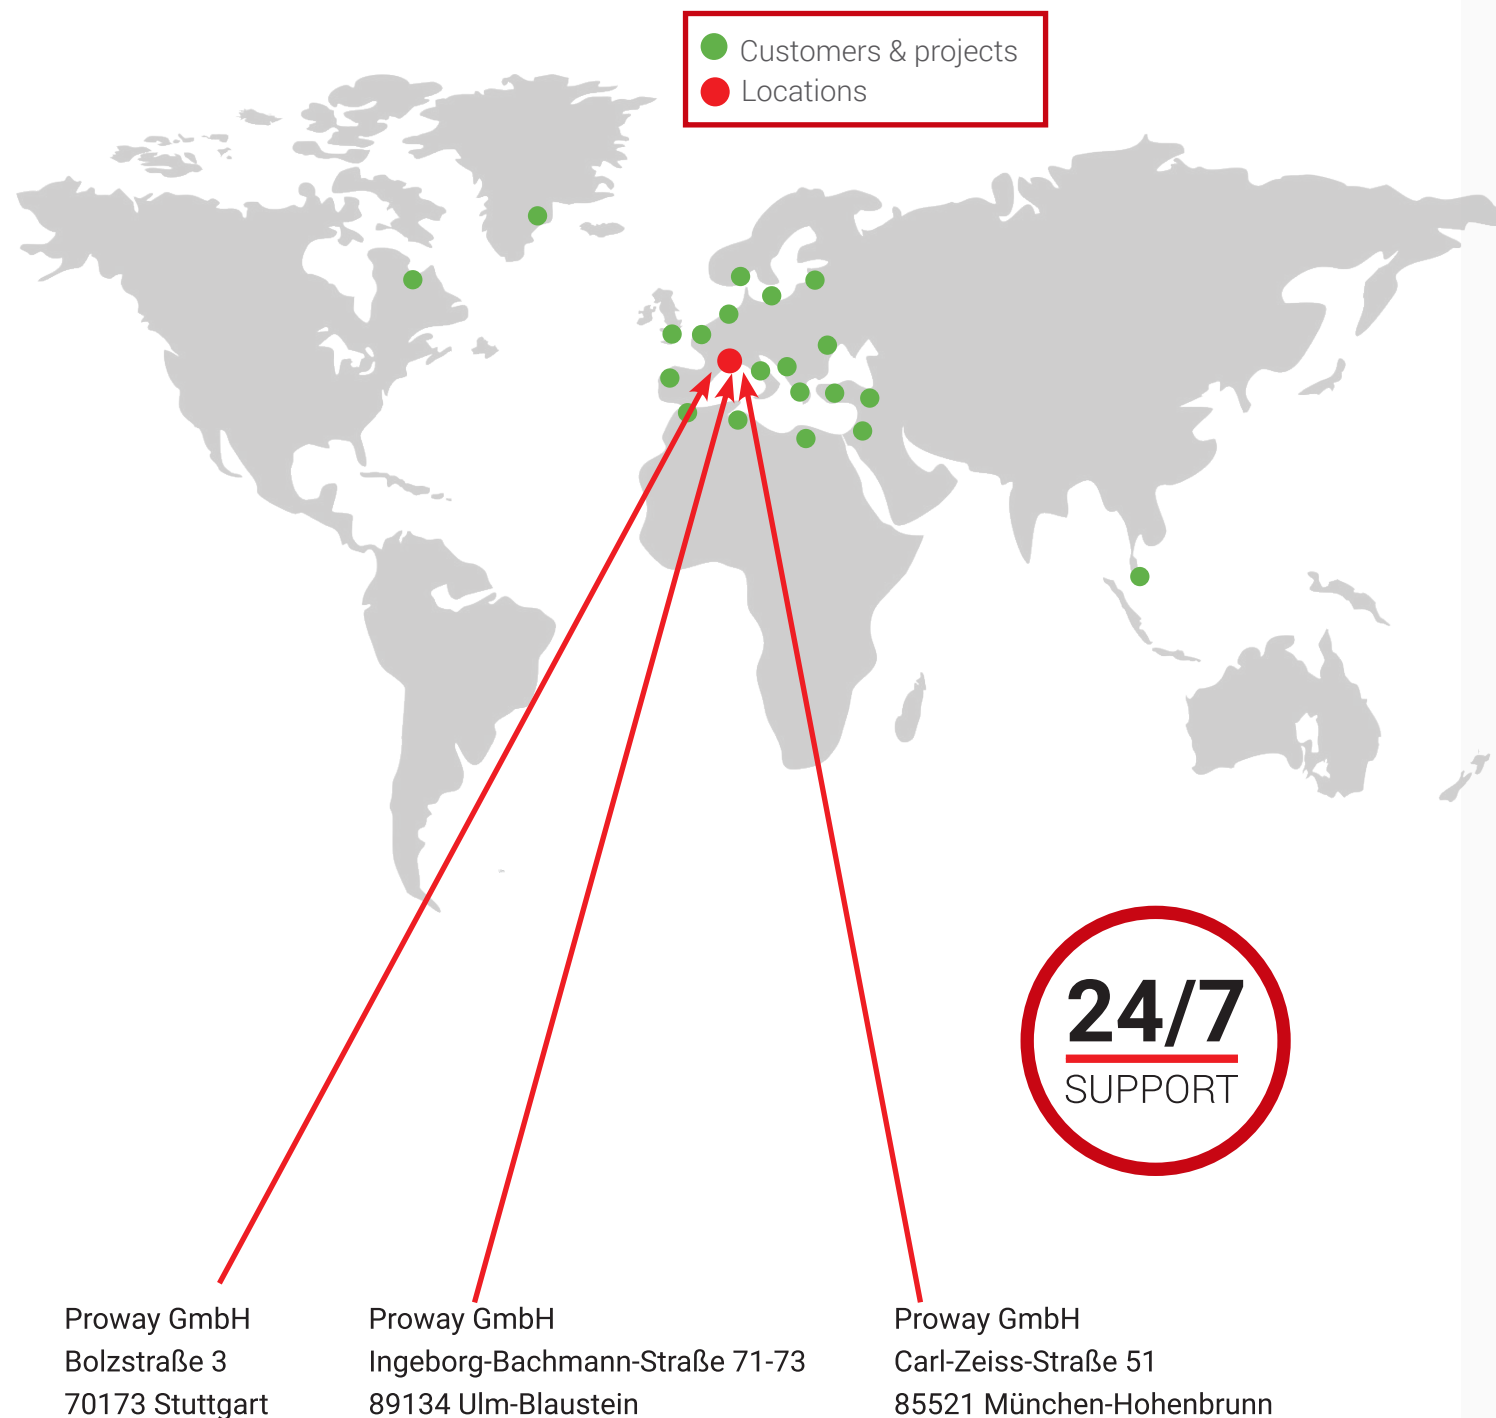 Customers & projects
Locations
24/7
SUPPORT
Proway GmbH
Bolzstraße 3
70173 Stuttgart
Proway GmbH
Ingeborg-Bachmann-Straße 71-73
89134 Ulm-Blaustein
Proway GmbH
Carl-Zeiss-Straße 51
85521 München-Hohenbrunn